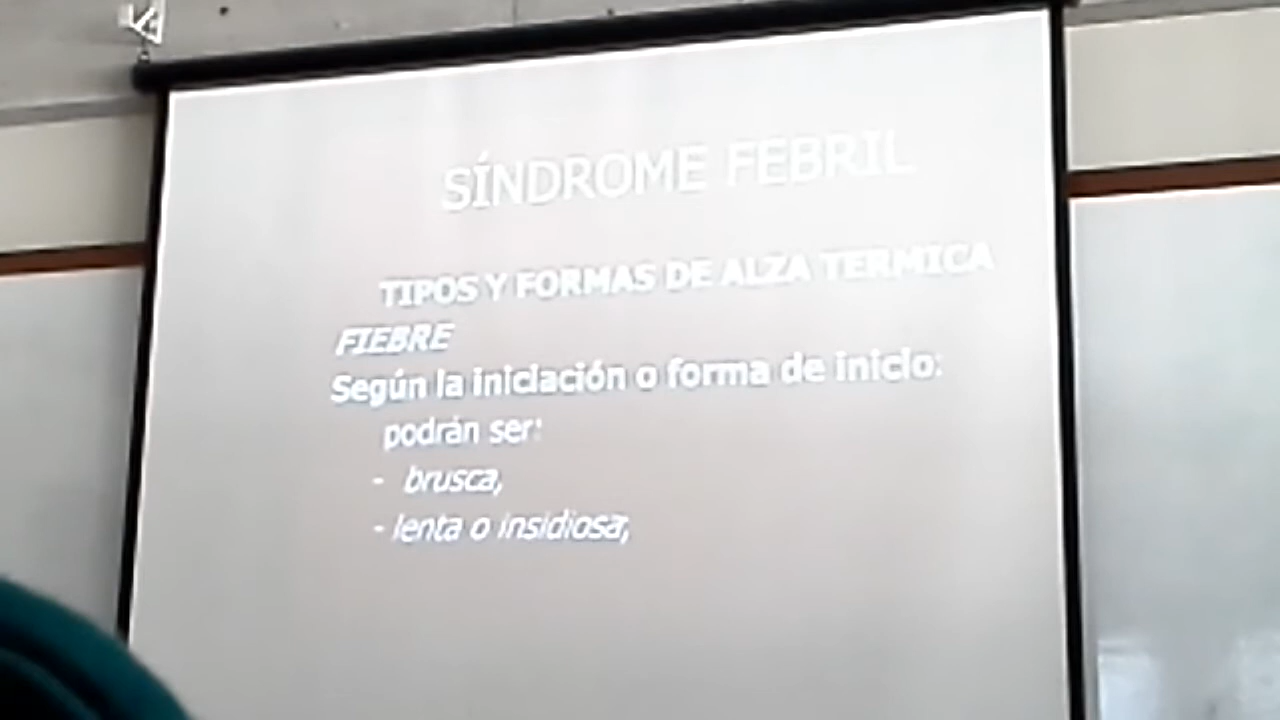 SÍNDROME FEBRIL
TIPOS Y FORMAS DE ALZA TERMICA
FIEBRE
Según la iniciación o forma de inicio:
podrán ser:
- brusca,
- lenta o insidiosa;